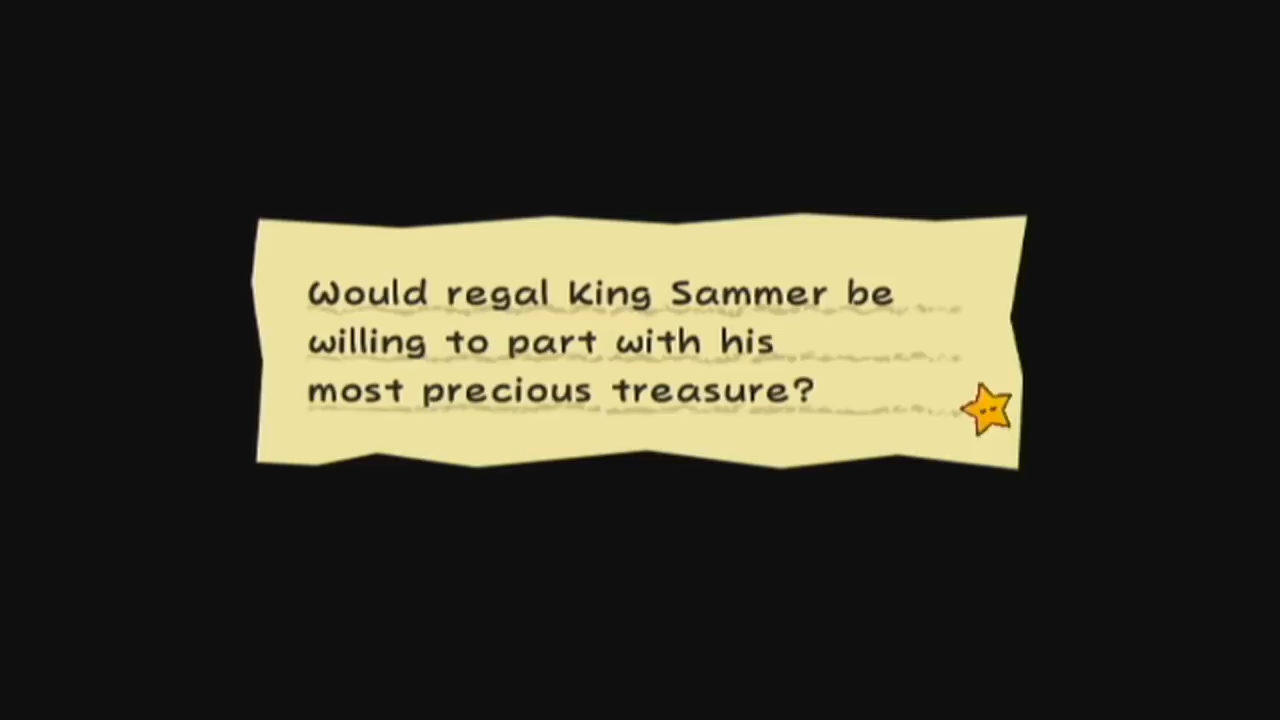 Would regal King Sammer be
willing to part with his
most precious treasure?